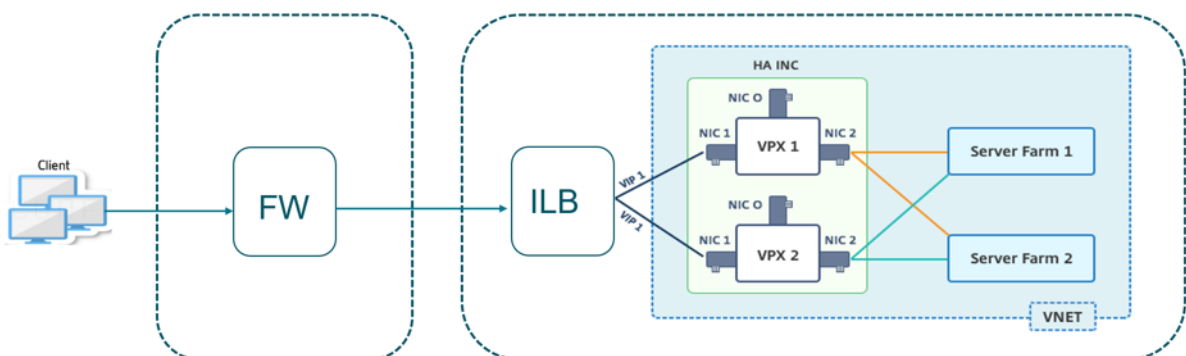 Client
FW
ILB
VIP 1
VIP 1
HA INC
NIC O
NIC 1
VPX 1
NIC 2
NIC O
NIC 1
VPX 2
NIC 2
Server Farm 1
Server Farm 2
VNET